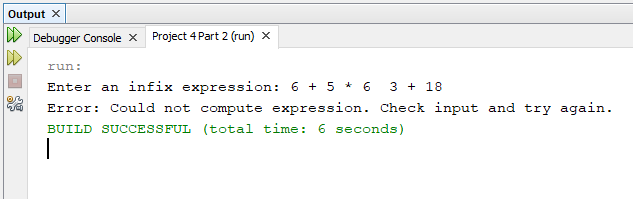 Output ×
Debugger Console × Project 4 Part 2 (run) ×
run:
Enter an infix expression: 6 + 5 * 6  3 + 18
Error: Could not compute expression. Check input and try again.
BUILD SUCCESSFUL (total time: 6 seconds)